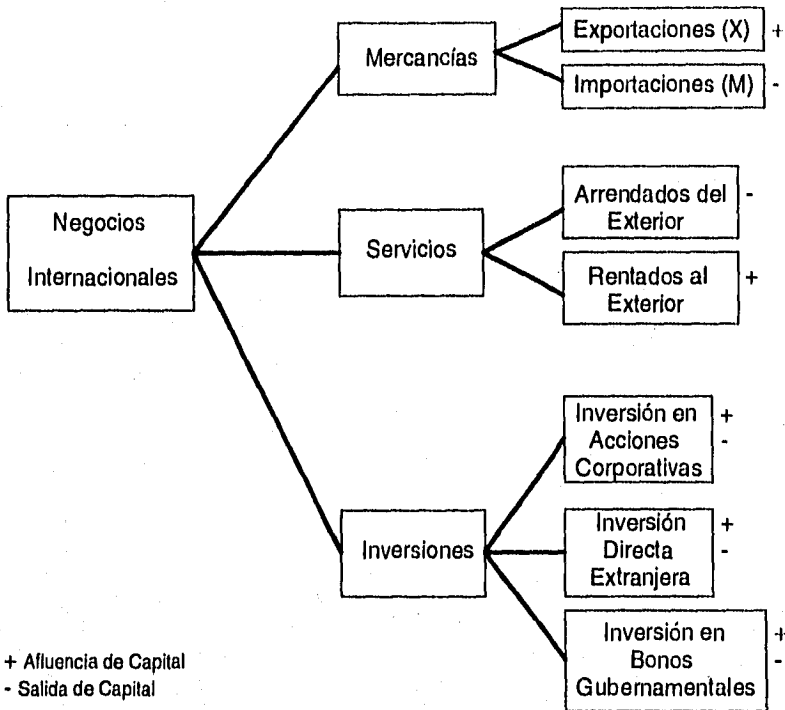 Negocios
Internacionales
Mercancías
Exportaciones (X) +
Importaciones (M) -
Servicios
Arrendados del -
Exterior
Rentados al +
Exterior
Inversiones
Inversión en +
Acciones -
Corporativas
Inversión +
Directa -
Extranjera
Inversión en +
Bonos -
Gubernamentales
+ Afluencia de Capital
- Salida de Capital